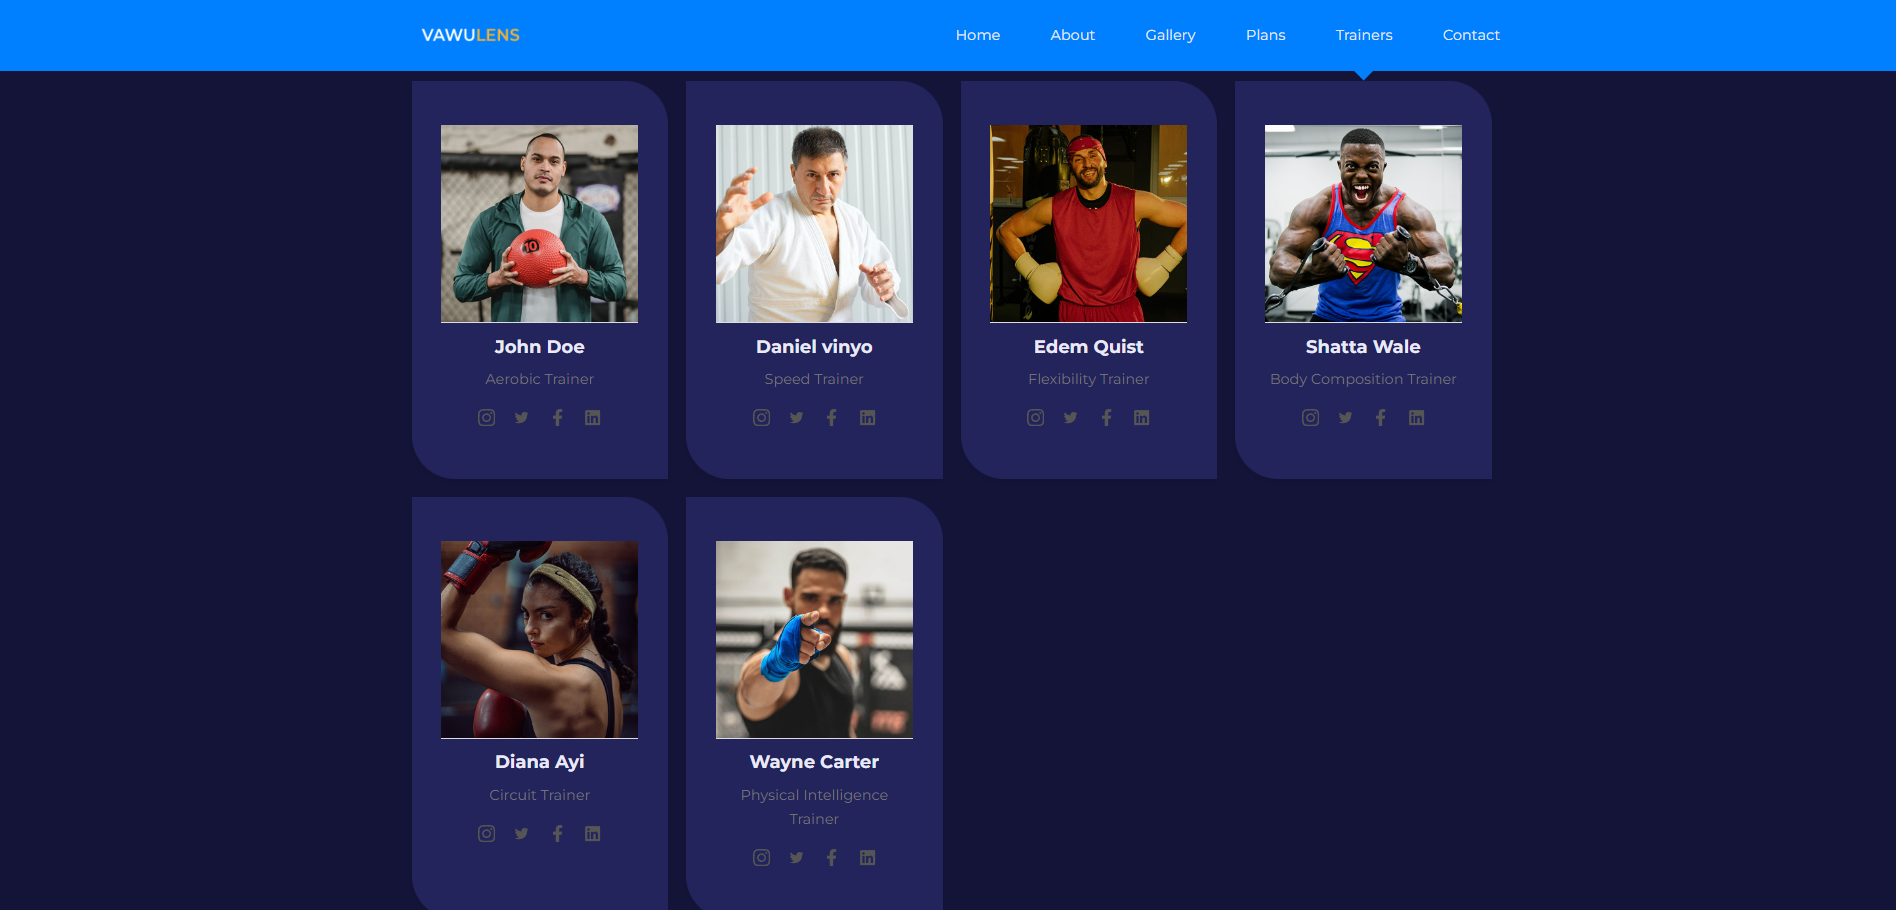 VAWULENS
Home
About
Gallery
Plans
Trainers
Contact
10
John Doe
Aerobic Trainer
Daniel vinyo
Speed Trainer
Edem Quist
Flexibility Trainer
Shatta Wale
Body Composition Trainer
Diana Ayi
Circuit Trainer
Wayne Carter
Physical Intelligence
Trainer